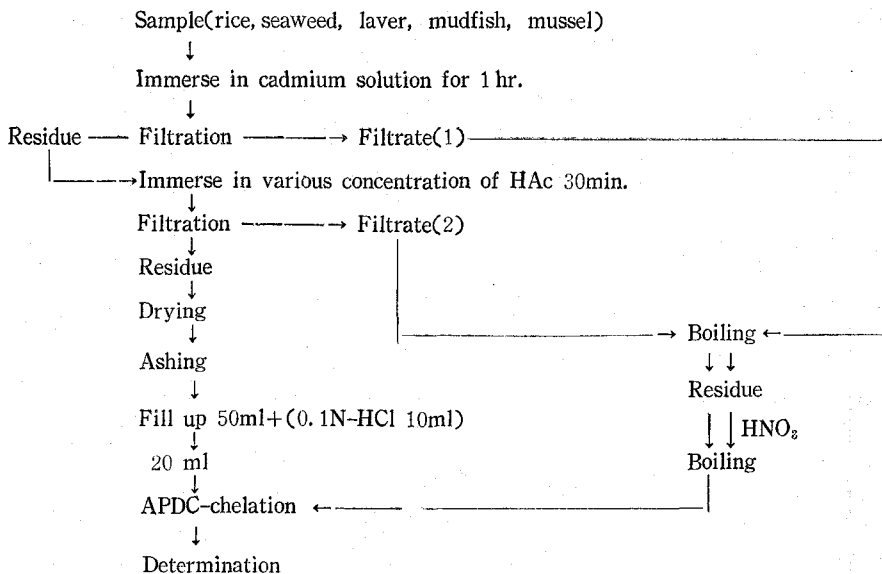 Sample(rice, seaweed, laver, mudfish, mussel)
Immerse in cadmium solution for 1 hr.
Residue
Filtration
Filtrate(1)
Immerse in various concentration of HAc 30min.
Filtration
Filtrate(2)
Residue
Drying
Boiling
Ashing
Residue
Fill up 50ml+(0.1N-HCl 10ml)
HNO₃
20 ml
Boiling
APDC-chelation
Determination